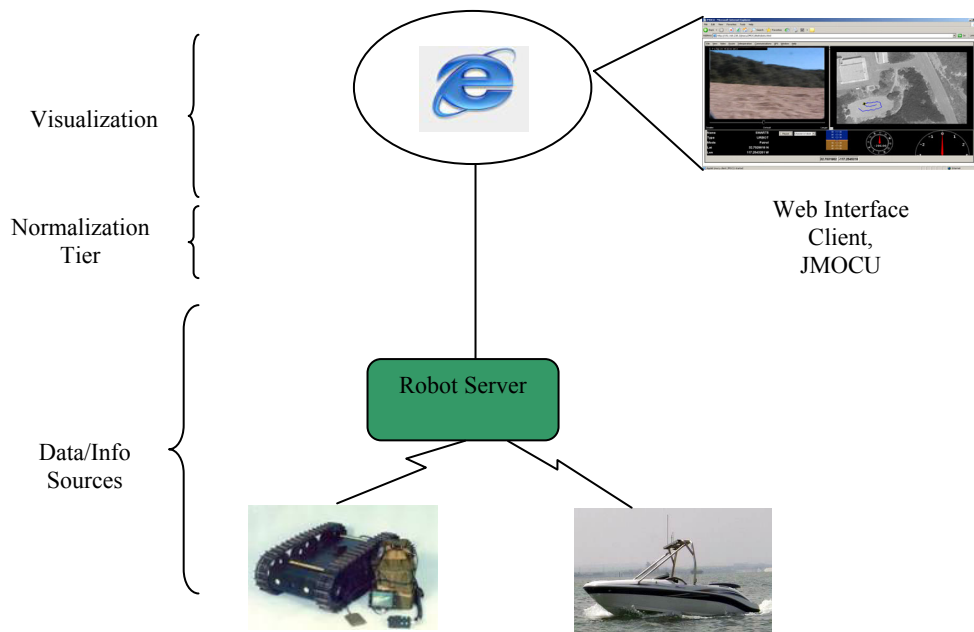 Visualization
Normalization
Tier
Web Interface
Client,
JMOCU
Robot Server
Data/Info
Sources